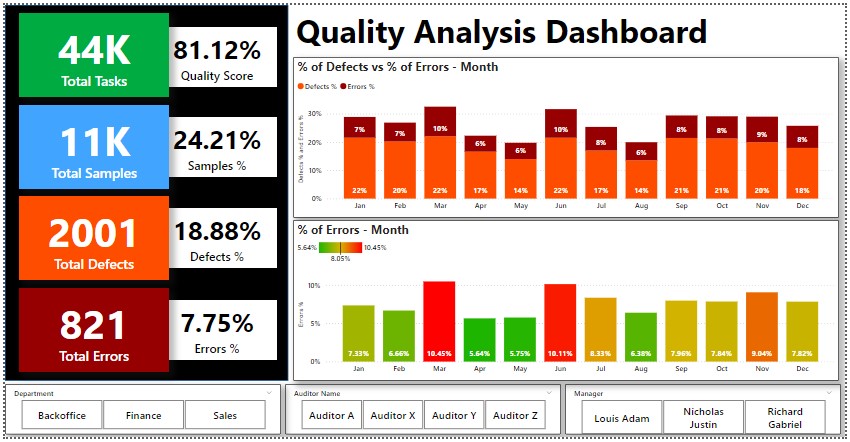 Quality Analysis Dashboard
44K
Total Tasks
81.12%
Quality Score
11K
Total Samples
24.21%
Samples %
2001
Total Defects
18.88%
Defects %
821
Total Errors
7.75%
Errors %
% of Defects vs % of Errors - Month
Defects % Errors %
Defects % and Errors %
30%
20%
10%
0%
7% 7% 10% 6% 6% 10% 8% 6% 8% 8% 9% 8%
22% 20% 22% 17% 14% 22% 17% 14% 21% 21% 20% 18%
Jan Feb Mar Apr May Jun Jul Aug Sep Oct Nov Dec
% of Errors - Month
5.64% 10.45%
8.05%
Errors %
10%
5%
0%
7.33% 6.66% 10.45% 5.64% 5.75% 10.11% 8.33% 6.38% 7.96% 7.84% 9.04% 7.82%
Jan Feb Mar Apr May Jun Jul Aug Sep Oct Nov Dec
Department
Backoffice Finance Sales
Auditor Name
Auditor A Auditor X Auditor Y Auditor Z
Manager
Louis Adam
Nicholas
Justin
Richard
Gabriel